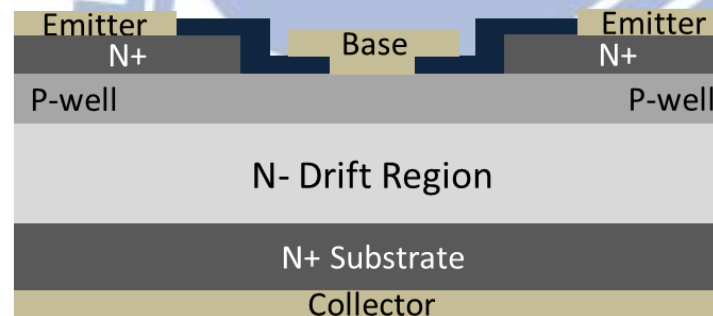 Emitter
Emitter
N+
Base
N+
P-well
P-well
N- Drift Region
N+ Substrate
Collector